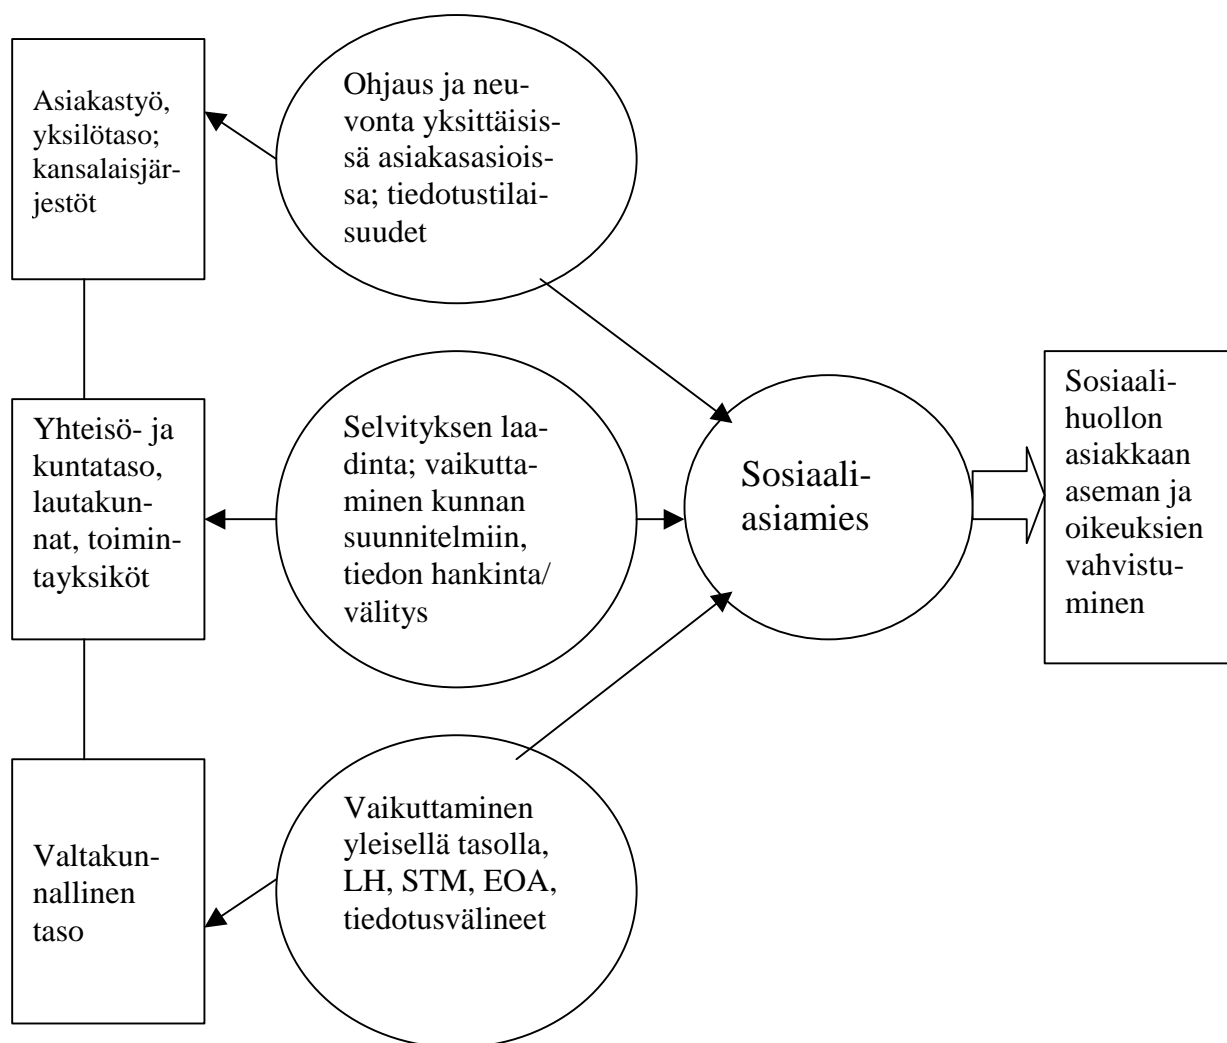 Asiakastyö,
yksilötaso;
kansalaisjär-
jestöt
Ohjaus ja neu-
vonta yksittäisis-
sä asiakasasiois-
sa; tiedotustilai-
suudet
Yhteisö- ja
kuntataso,
lautakun-
nat, toimin-
tayksiköt
Selvityksen laa-
dinta; vaikutta-
minen kunnan
suunnitelmiin,
tiedon hankinta/
välitys
Sosiaali-
asiamies
Sosiaali-
huollon
asiakkaan
aseman ja
oikeuksien
vahvistu-
minen
Valtakun-
nallinen
taso
Vaikuttaminen
yleisellä tasolla,
LH, STM, EOA,
tiedotusvälineet